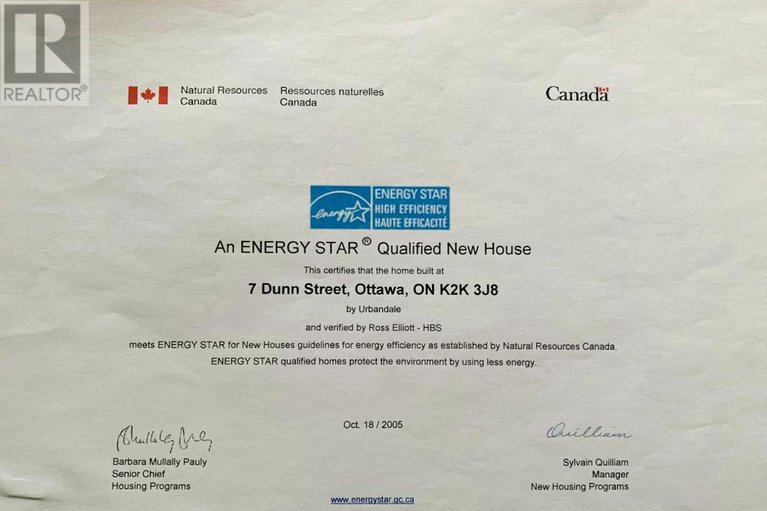 R
REALTOR®
Natural Resources Canada
Ressources naturelles Canada
Canada
energy
ENERGY STAR
HIGH EFFICIENCY
HAUTE EFFICACITÉ
An ENERGY STAR® Qualified New House
This certifies that the home built at
7 Dunn Street, Ottawa, ON K2K 3J8
by Urbandale
and verified by Ross Elliott - HBS
meets ENERGY STAR for New Houses guidelines for energy efficiency as established by Natural Resources Canada.
ENERGY STAR qualified homes protect the environment by using less energy.
Oct. 18 / 2005
Quilliam
Barbara Mullally Pauly
Senior Chief
Housing Programs
Sylvain Quilliam
Manager
New Housing Programs
www.energystar.gc.ca